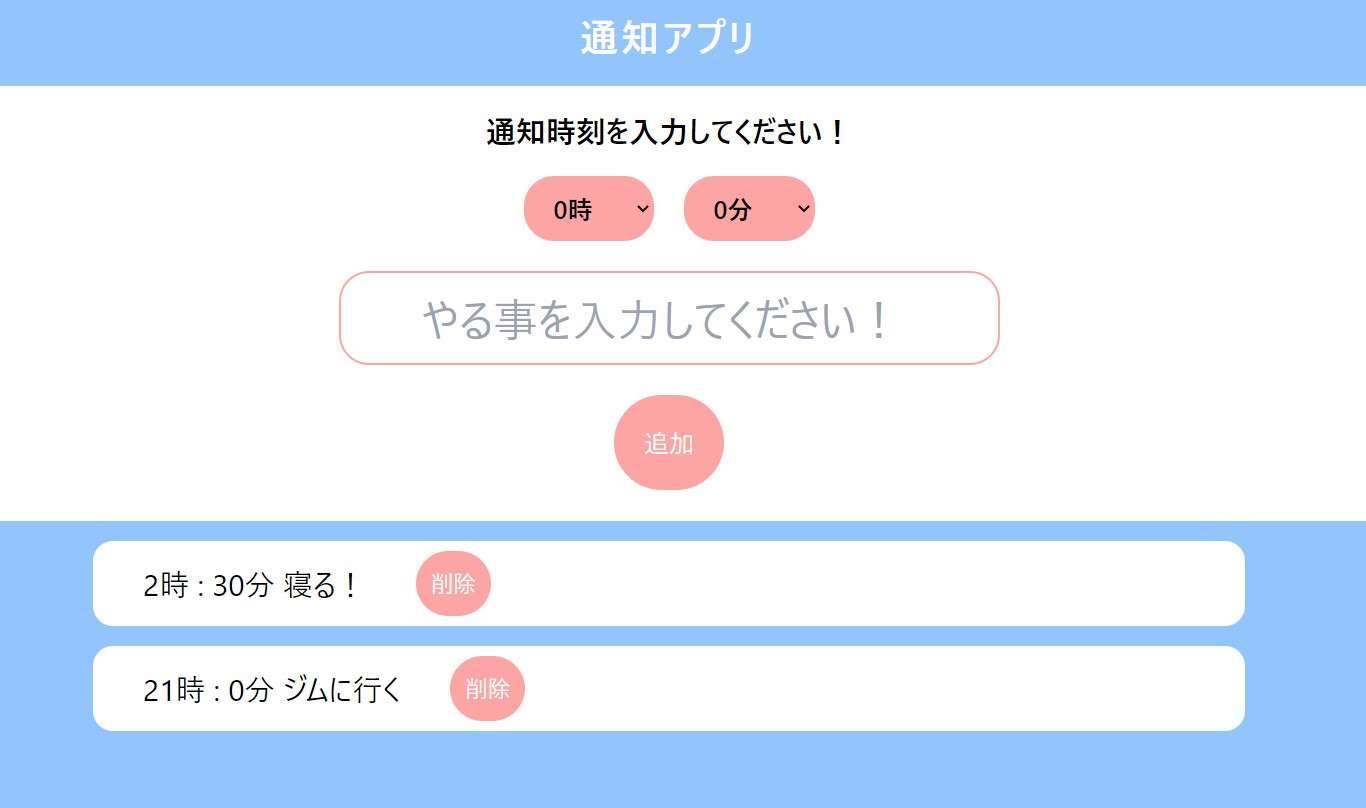 通知アプリ
通知時刻を入力してください！
0時 0分
やる事を入力してください！
追加
2時 : 30分 寝る！ 削除
21時 : 0分 ジムに行く 削除